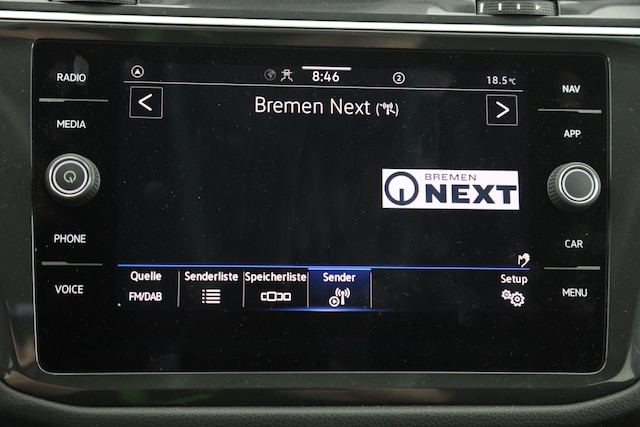 RADIO
MEDIA
PHONE
VOICE
8:46
2
18.5°C
< Bremen Next >
BREMEN
NEXT
Quelle Senderliste Speicherliste Sender Setup
FM/DAB
NAV
APP
CAR
MENU